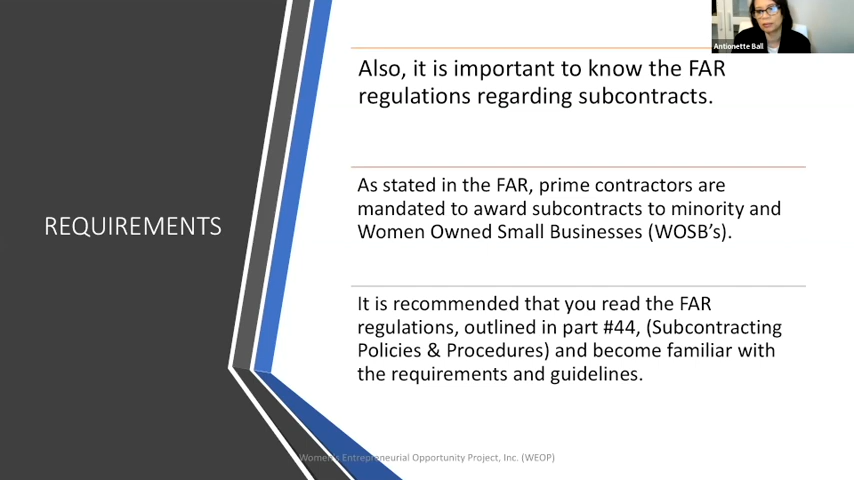 Antionette Ball
Also, it is important to know the FAR
regulations regarding subcontracts.
As stated in the FAR, prime contractors are
mandated to award subcontracts to minority and
Women Owned Small Businesses (WOSB's).
REQUIREMENTS
It is recommended that you read the FAR
regulations, outlined in part #44, (Subcontracting
Policies & Procedures) and become familiar with
the requirements and guidelines.
Women's Entrepreneurial Opportunity Project, Inc. (WEOP)